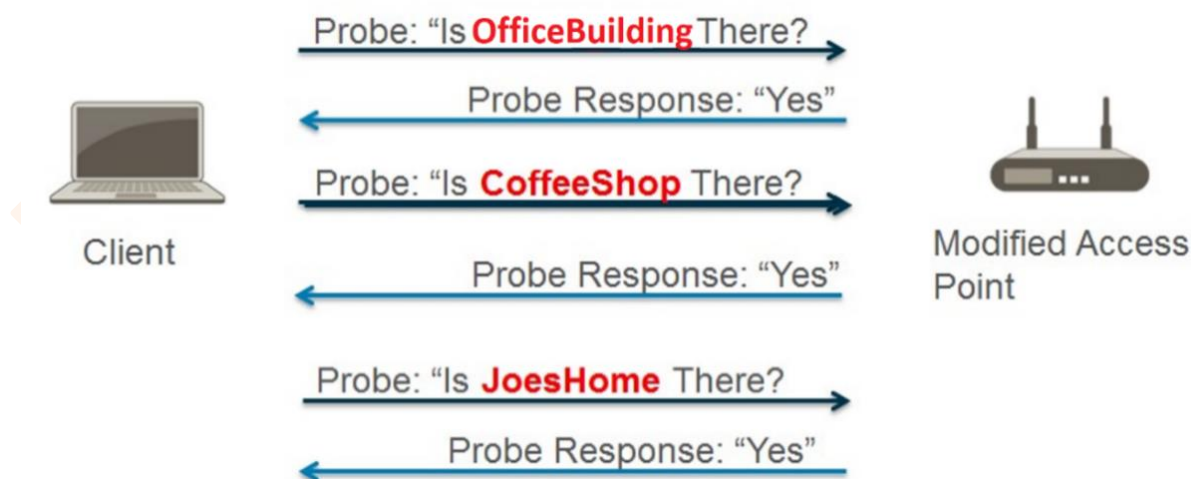 Probe: “Is OfficeBuilding There?
Probe Response: “Yes”
Probe: “Is CoffeeShop There?
Client
Modified Access
Point
Probe Response: “Yes”
Probe: “Is JoesHome There?
Probe Response: “Yes”